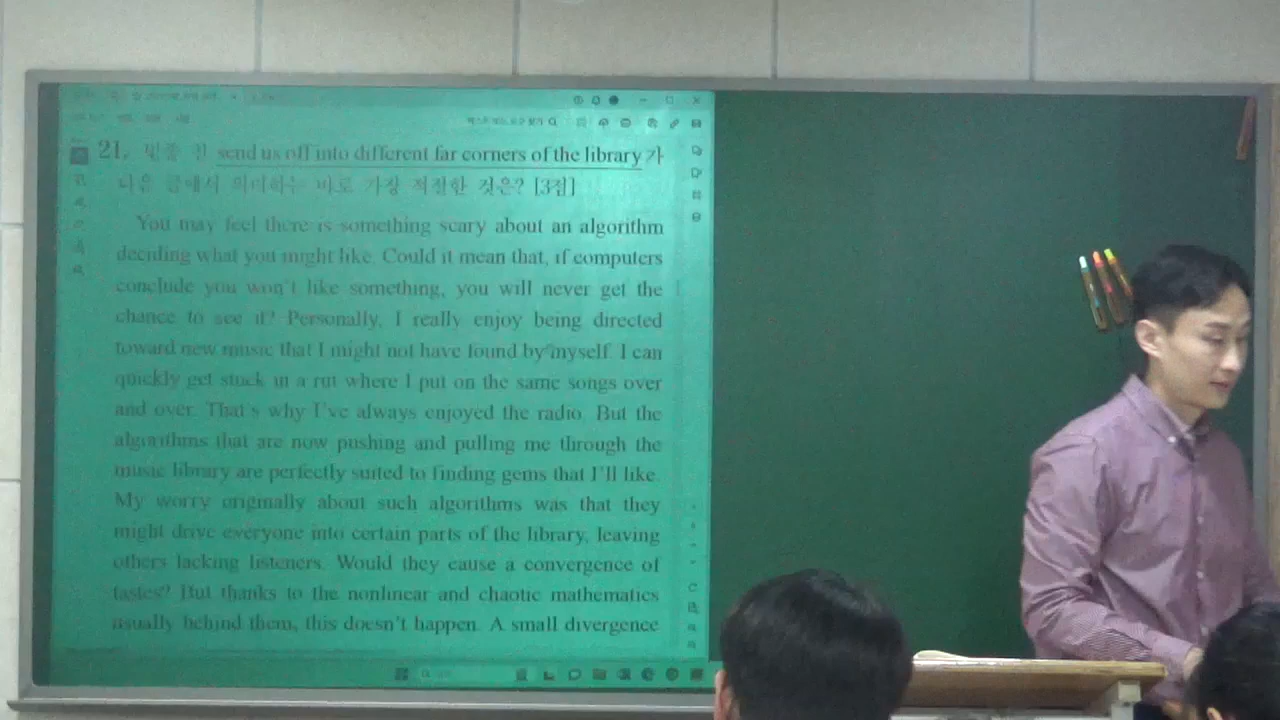 21. 밑줄 친 send us off into different far corners of the library가
다음 글에서 의미하는 바로 가장 적절한 것은? [3점]
You may feel there is something scary about an algorithm
deciding what you might like. Could it mean that, if computers
conclude you won't like something, you will never get the
chance to see it? Personally, I really enjoy being directed
toward new music that I might not have found by myself. I can
quickly get stuck in a rut where I put on the same songs over
and over. That's why I've always enjoyed the radio. But the
algorithms that are now pushing and pulling me through the
music library are perfectly suited to finding gems that I'll like.
My worry originally about such algorithms was that they
might drive everyone into certain parts of the library, leaving
others lacking listeners. Would they cause a convergence of
tastes? But thanks to the nonlinear and chaotic mathematics
usually behind them, this doesn't happen. A small divergence